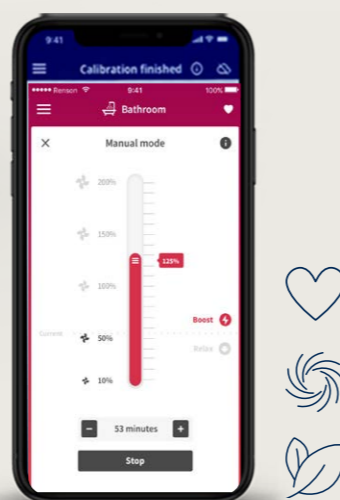 9:41
Calibration finished
Renson 9:41 100%
Bathroom
Manual mode
200%
150%
125%
100%
Boost
Current
50%
Relax
10%
- 53 minutes +
Stop